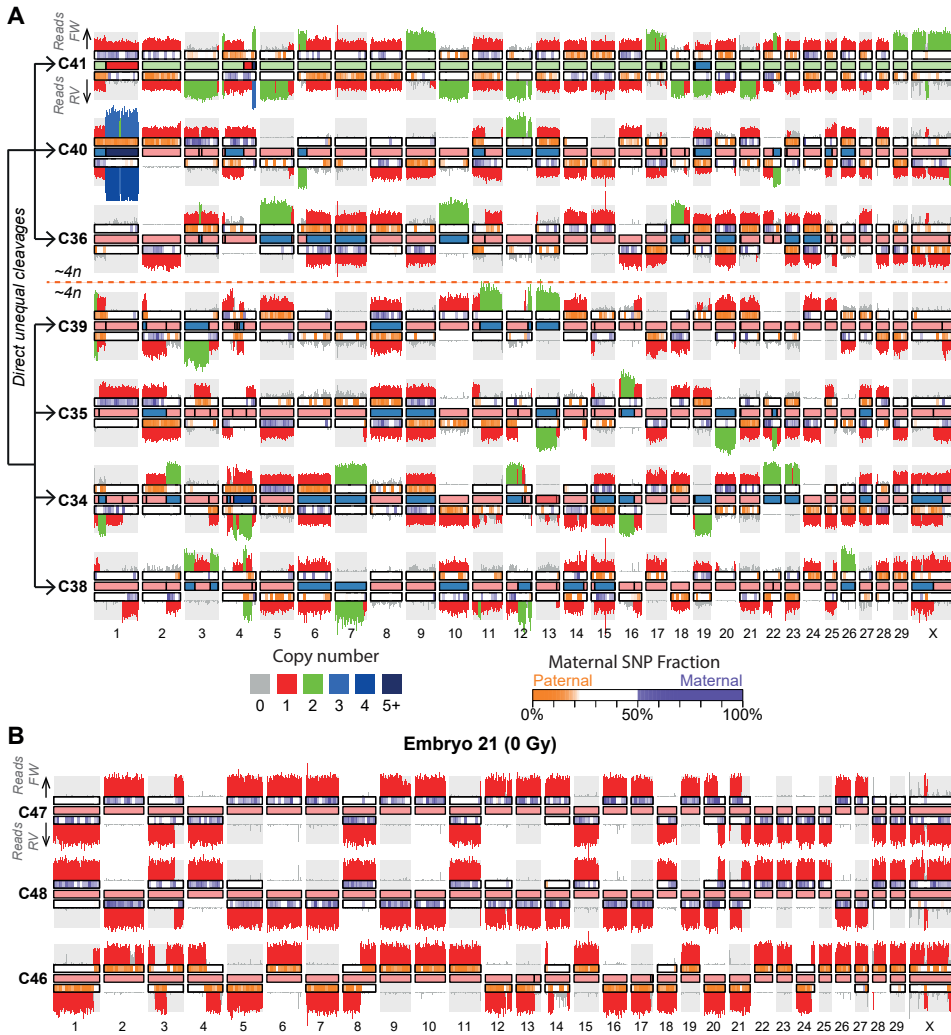 A
Reads
FW
C41
Reads
RV
Direct unequal cleavages
C40
C36
~4n
~4n
C39
C35
C34
C38
1 2 3 4 5 6 7 8 9 10 11 12 13 14 15 16 17 18 19 20 21 22 23 24 25 26 27 28 29 X
Copy number
0 1 2 3 4 5+
Maternal SNP Fraction
Paternal Maternal
0% 50% 100%
B
Embryo 21 (0 Gy)
Reads
FW
C47
Reads
RV
C48
C46
1 2 3 4 5 6 7 8 9 10 11 12 13 14 15 16 17 18 19 20 21 22 23 24 25 26 27 28 29 X